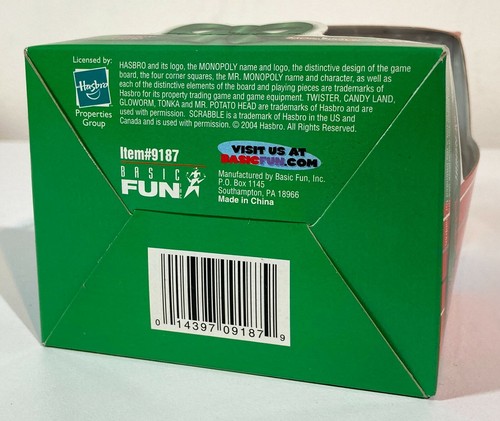 Licensed by:
Hasbro
Properties
Group
HASBRO and its logo, the MONOPOLY name and logo, the distinctive design of the game
board, the four corner squares, the MR. MONOPOLY name and character, as well as
each of the distinctive elements of the board and playing pieces are trademarks of
Hasbro for its property trading game and game equipment. TWISTER, CANDY LAND,
GLOWORM, TONKA and MR. POTATO HEAD are trademarks of Hasbro and are
used with permission. SCRABBLE is a trademark of Hasbro in the US and
Canada and is used with permission. © 2004 Hasbro. All Rights Reserved.
Item#9187
BASIC
FUN
VISIT US AT
BASICFUN.COM
Manufactured by Basic Fun, Inc.
P.O. Box 1145
Southampton, PA 18966
Made in China
0 14397 09187 9